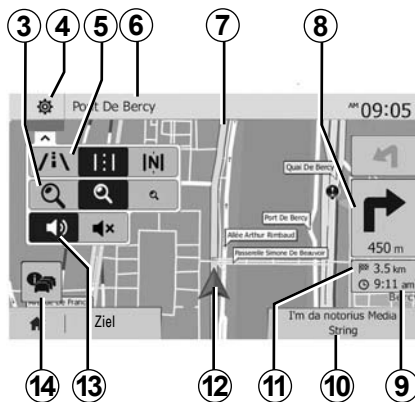 3
4
5
6
7
8
Pont De Bercy
AM 09:05
N
Quai De Bercy
Port De Bercy
Allée Arthur Rimbaud
Passerelle Simone De Beauvoir
450 m
3.5 km
9:11 am
Ziel
I'm da notorius Media
String
14
13
12
11
10
9